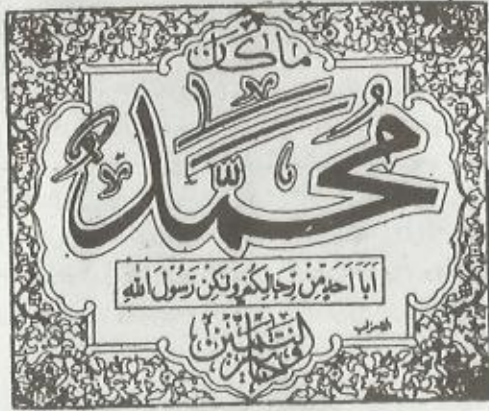 ما كان
محمد
ابا احد من رجالكم ولكن رسول الله
وخاتم النبيين
الاحزاب